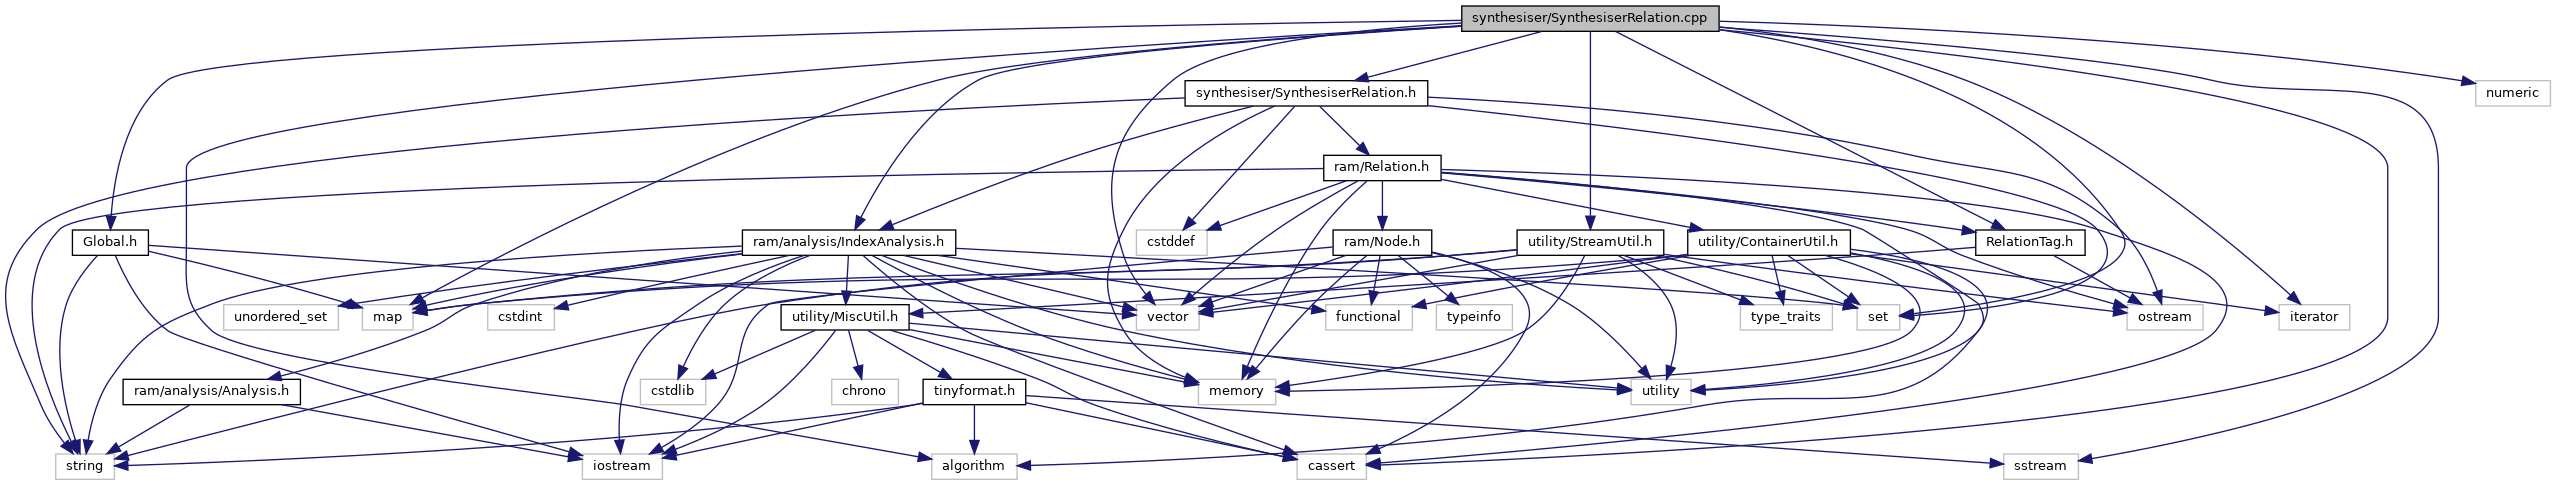 synthesiser/SynthesiserRelation.cpp
synthesiser/SynthesiserRelation.h
numeric
ram/Relation.h
Global.h
ram/analysis/IndexAnalysis.h
cstddef
ram/Node.h
utility/StreamUtil.h
utility/ContainerUtil.h
RelationTag.h
unordered_set
map
cstdint
utility/MiscUtil.h
vector
functional
typeinfo
type_traits
set
ostream
iterator
ram/analysis/Analysis.h
cstdlib
chrono
tinyformat.h
memory
utility
string
iostream
algorithm
cassert
sstream